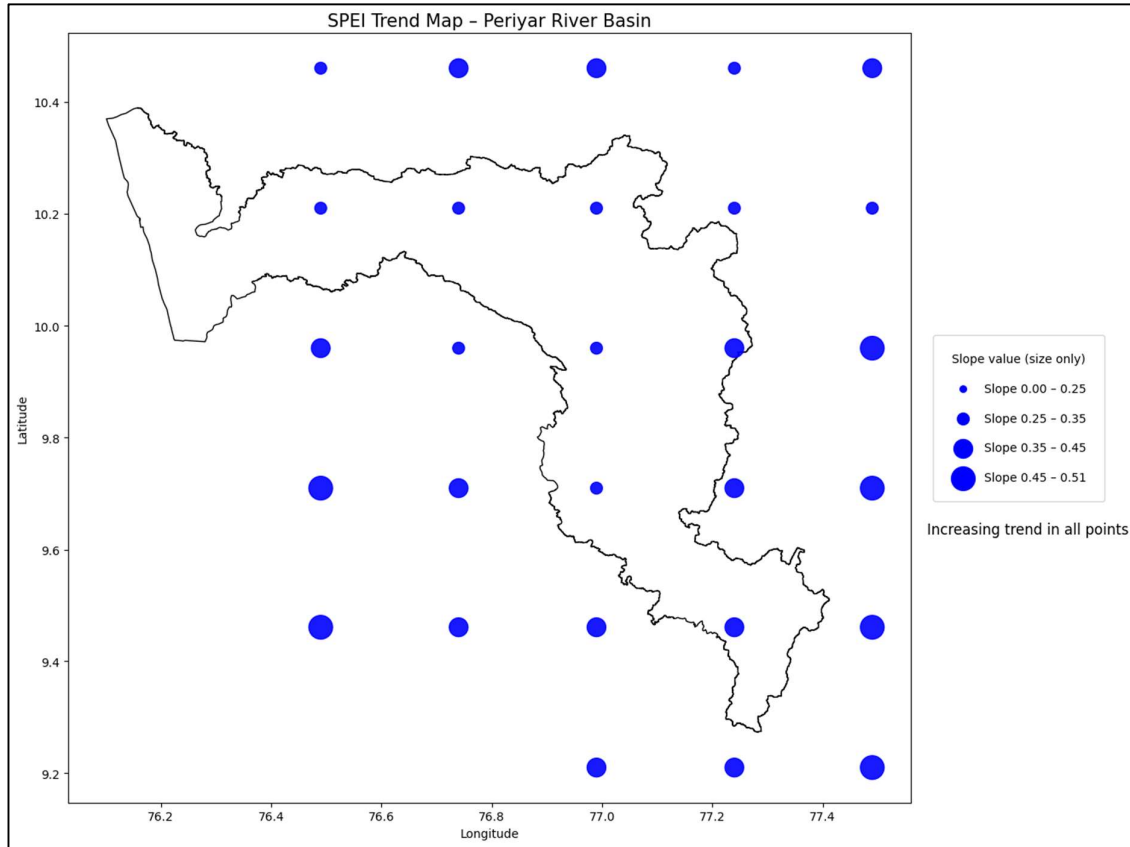 SPEI Trend Map – Periyar River Basin
10.4
10.2
10.0
9.8
9.6
9.4
9.2
Latitude
76.2
76.4
76.6
76.8
77.0
77.2
77.4
Longitude
Slope value (size only)
Slope 0.00 – 0.25
Slope 0.25 – 0.35
Slope 0.35 – 0.45
Slope 0.45 – 0.51
Increasing trend in all points